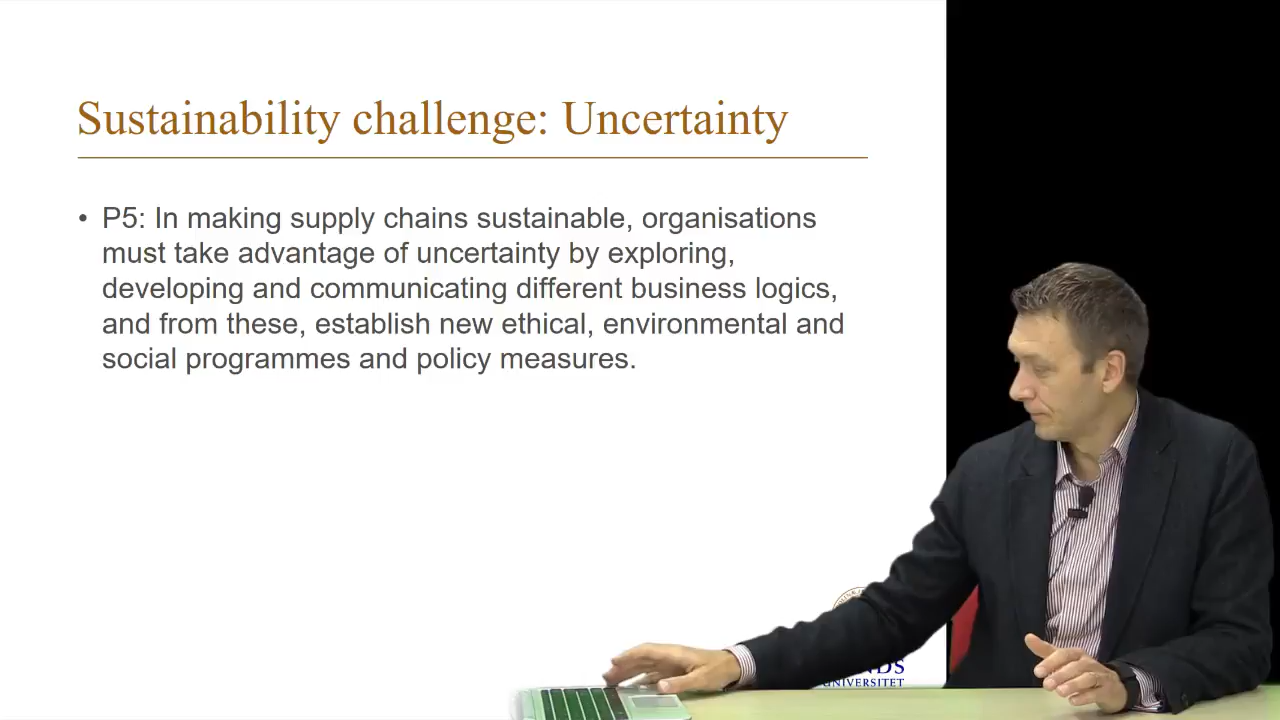 Sustainability challenge: Uncertainty
• P5: In making supply chains sustainable, organisations
must take advantage of uncertainty by exploring,
developing and communicating different business logics,
and from these, establish new ethical, environmental and
social programmes and policy measures.